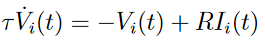 τV̇ᵢ(t) = −Vᵢ(t) + RIᵢ(t)